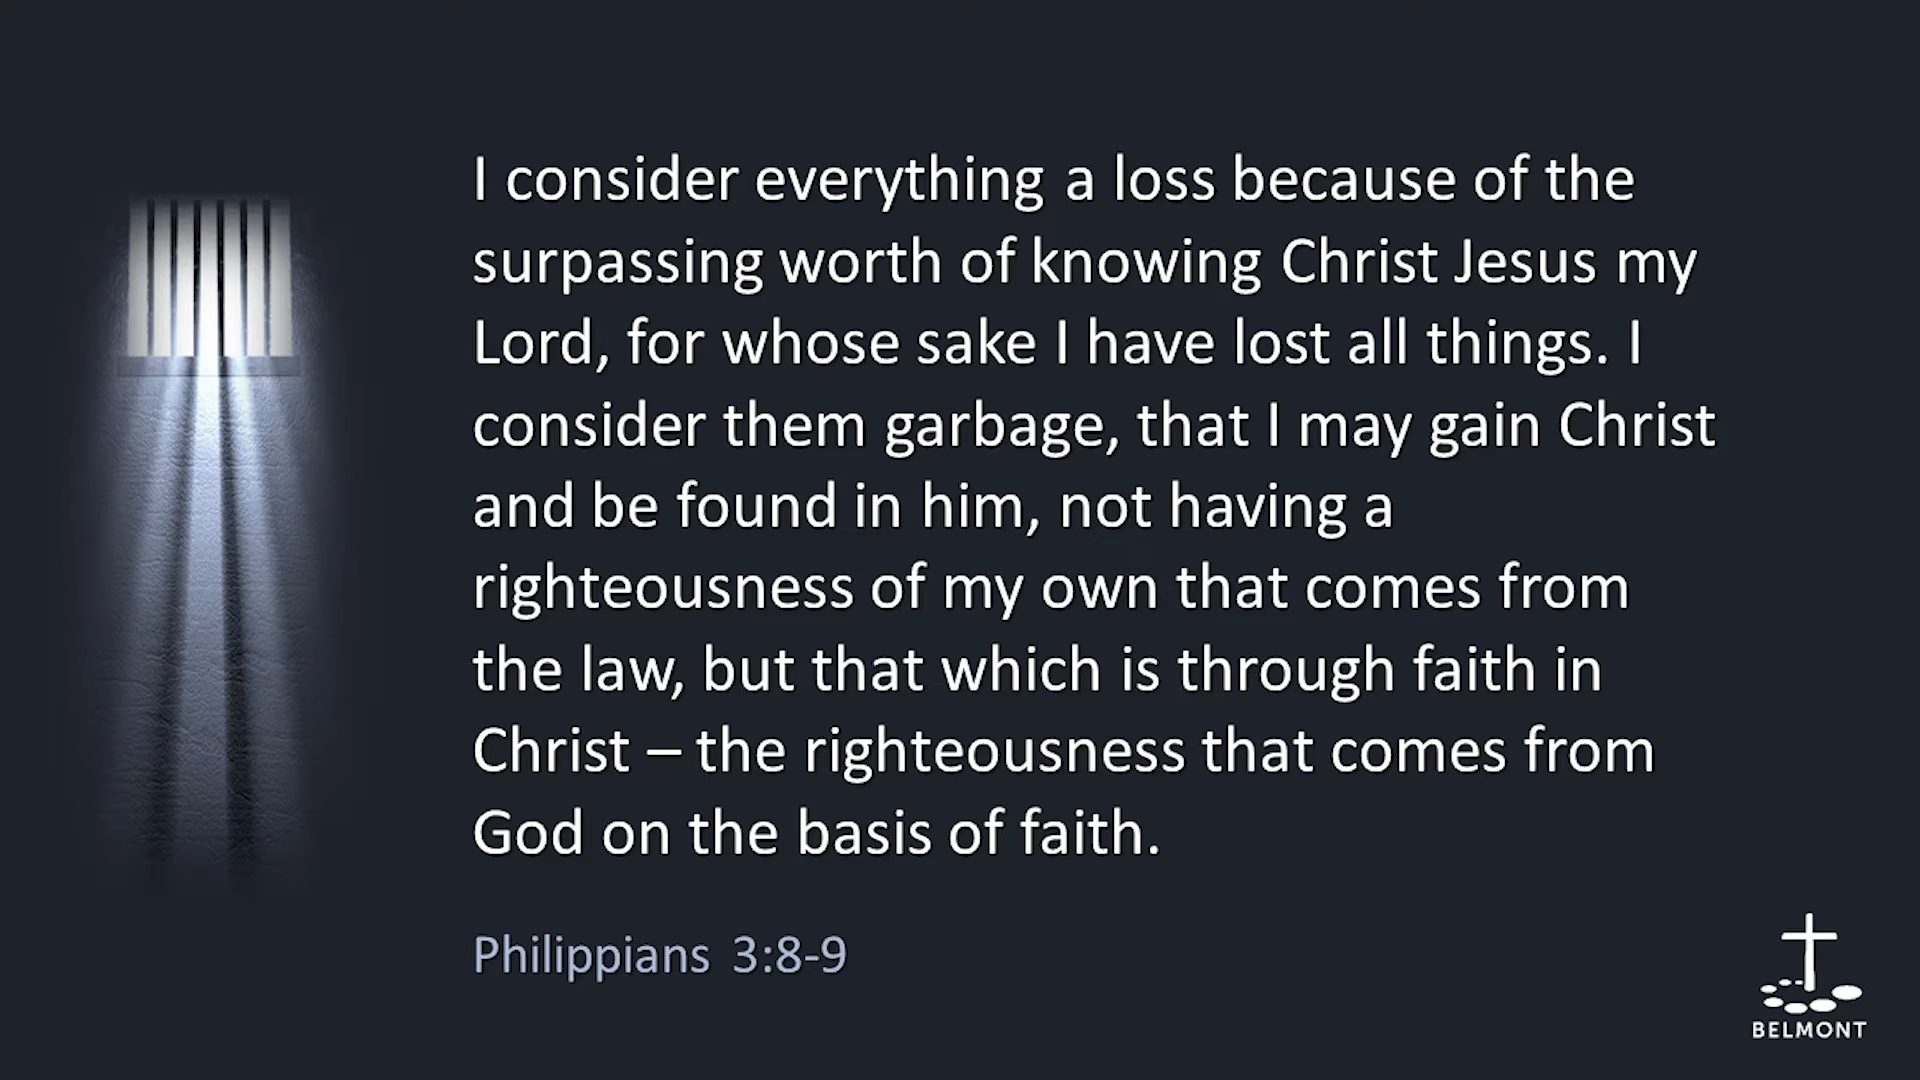 I consider everything a loss because of the
surpassing worth of knowing Christ Jesus my
Lord, for whose sake I have lost all things. I
consider them garbage, that I may gain Christ
and be found in him, not having a
righteousness of my own that comes from
the law, but that which is through faith in
Christ – the righteousness that comes from
God on the basis of faith.
Philippians 3:8-9
BELMONT